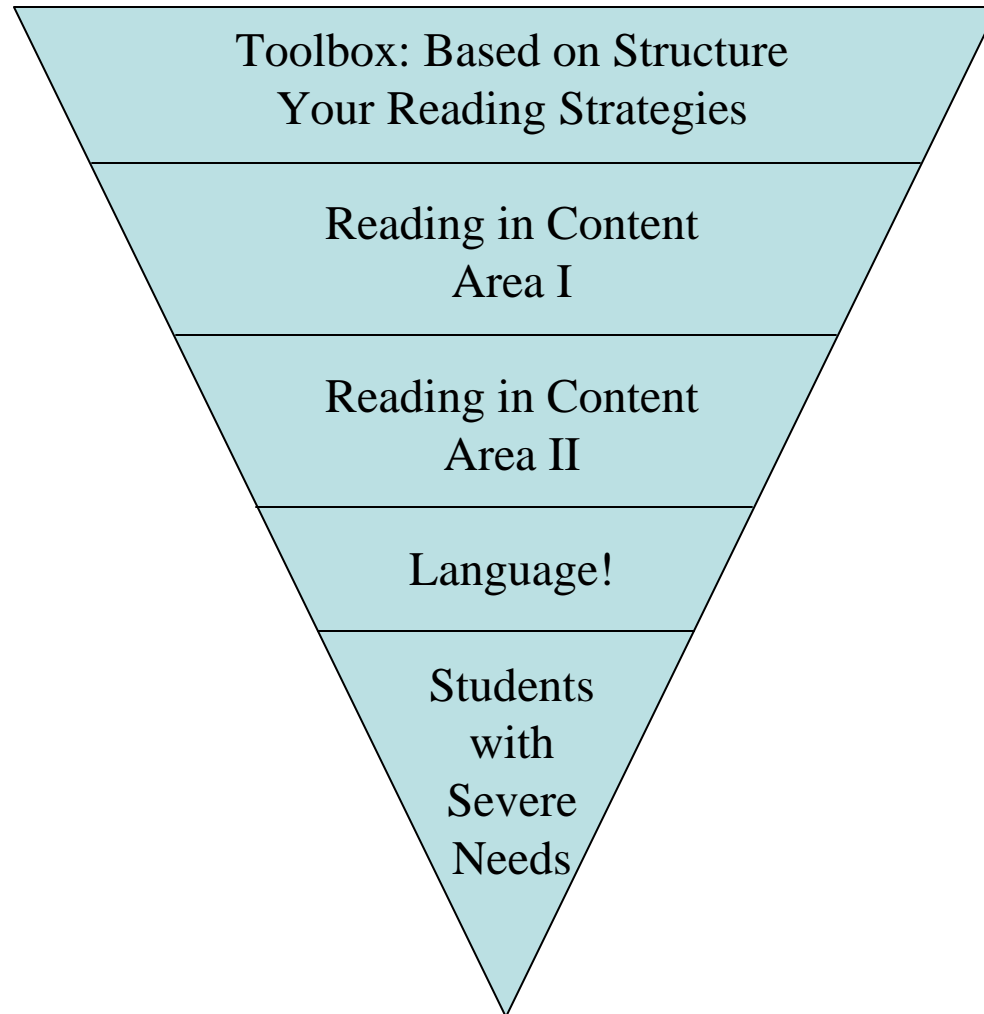 Toolbox: Based on Structure
Your Reading Strategies
Reading in Content
Area I
Reading in Content
Area II
Language!
Students
with
Severe
Needs